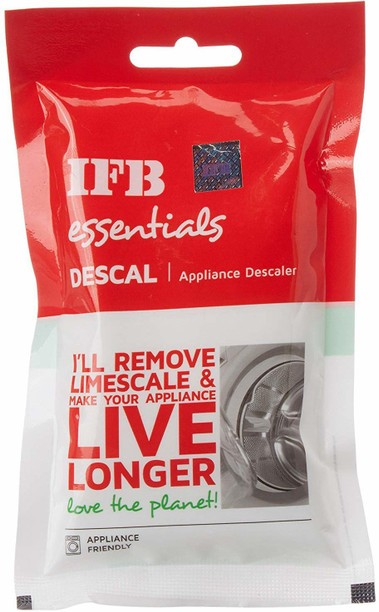 IFB
essentials
DESCAL | Appliance Descaler
I'LL REMOVE
LIMESCALE &
MAKE YOUR APPLIANCE
LIVE
LONGER
love the planet!
APPLIANCE
FRIENDLY